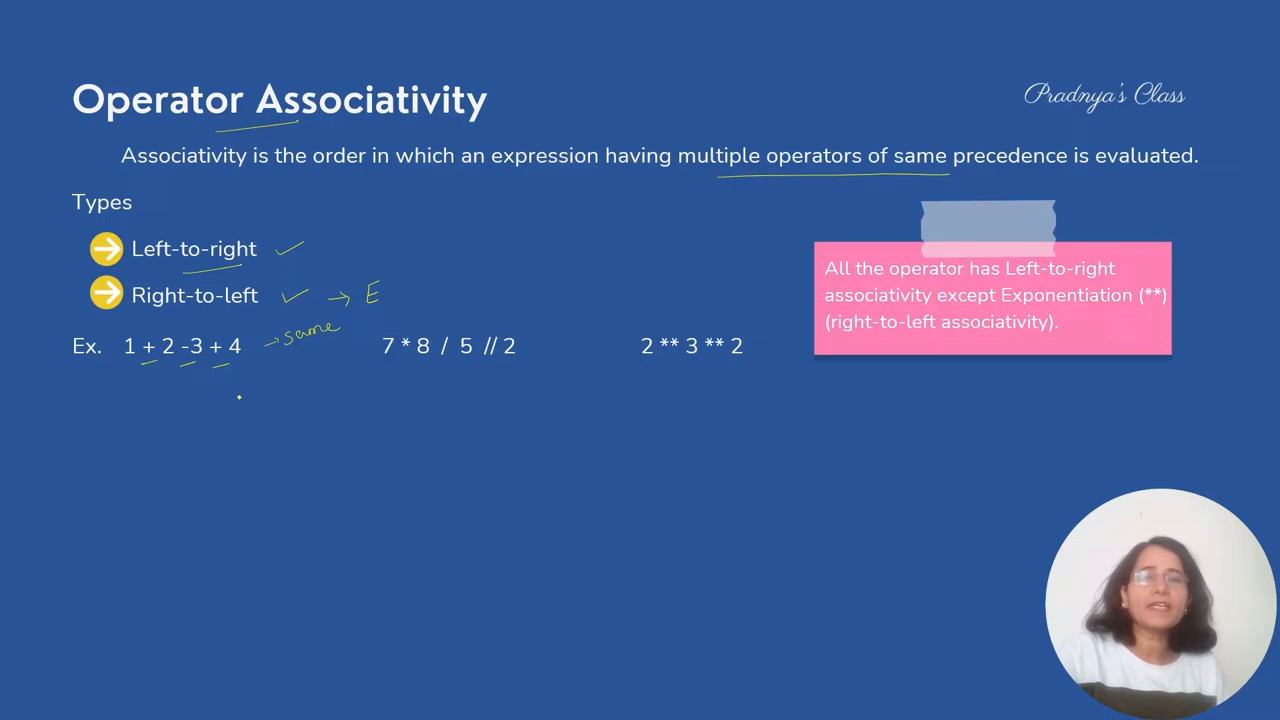 Operator Associativity
Pradnya's Class
Associativity is the order in which an expression having multiple operators of same precedence is evaluated.
Types
Left-to-right
Right-to-left → E
Ex. 1 + 2 -3 + 4 → same 7 * 8 / 5 // 2 2 ** 3 ** 2
All the operator has Left-to-right
associativity except Exponentiation (**)
(right-to-left associativity).